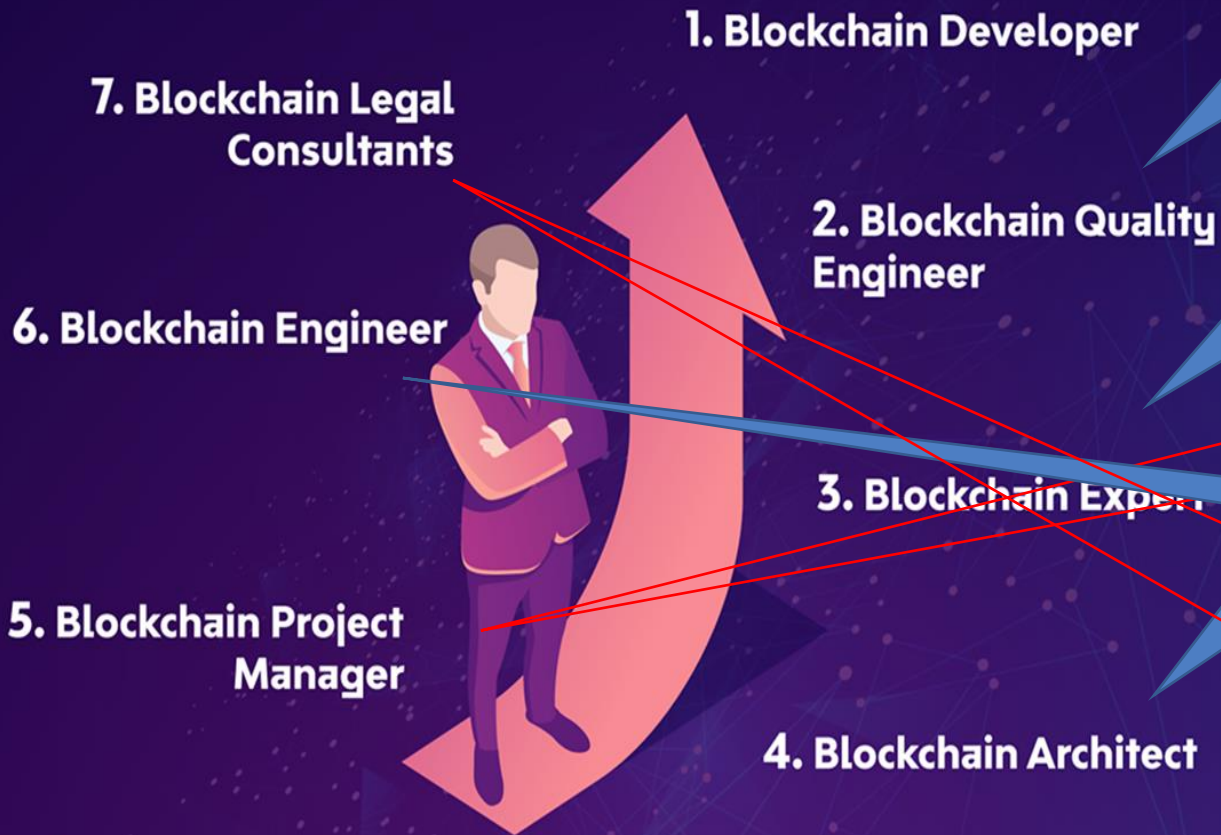 1. Blockchain Developer
2. Blockchain Quality
Engineer
3. Blockchain Expert
4. Blockchain Architect
5. Blockchain Project
Manager
6. Blockchain Engineer
7. Blockchain Legal
Consultants